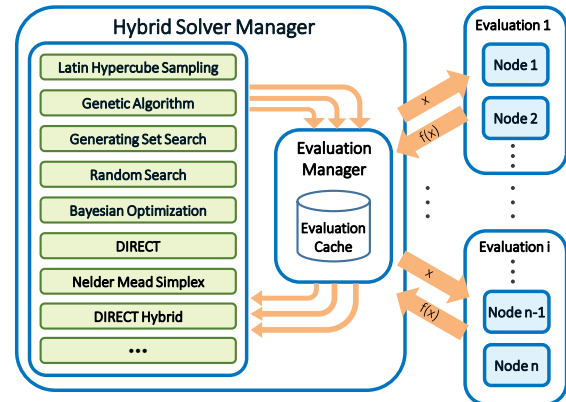 Hybrid Solver Manager
Latin Hypercube Sampling
Genetic Algorithm
Generating Set Search
Random Search
Bayesian Optimization
DIRECT
Nelder Mead Simplex
DIRECT Hybrid
...
Evaluation
Manager
Evaluation
Cache
x
f(x)
x
f(x)
Evaluation 1
Node 1
Node 2
Evaluation i
Node n-1
Node n